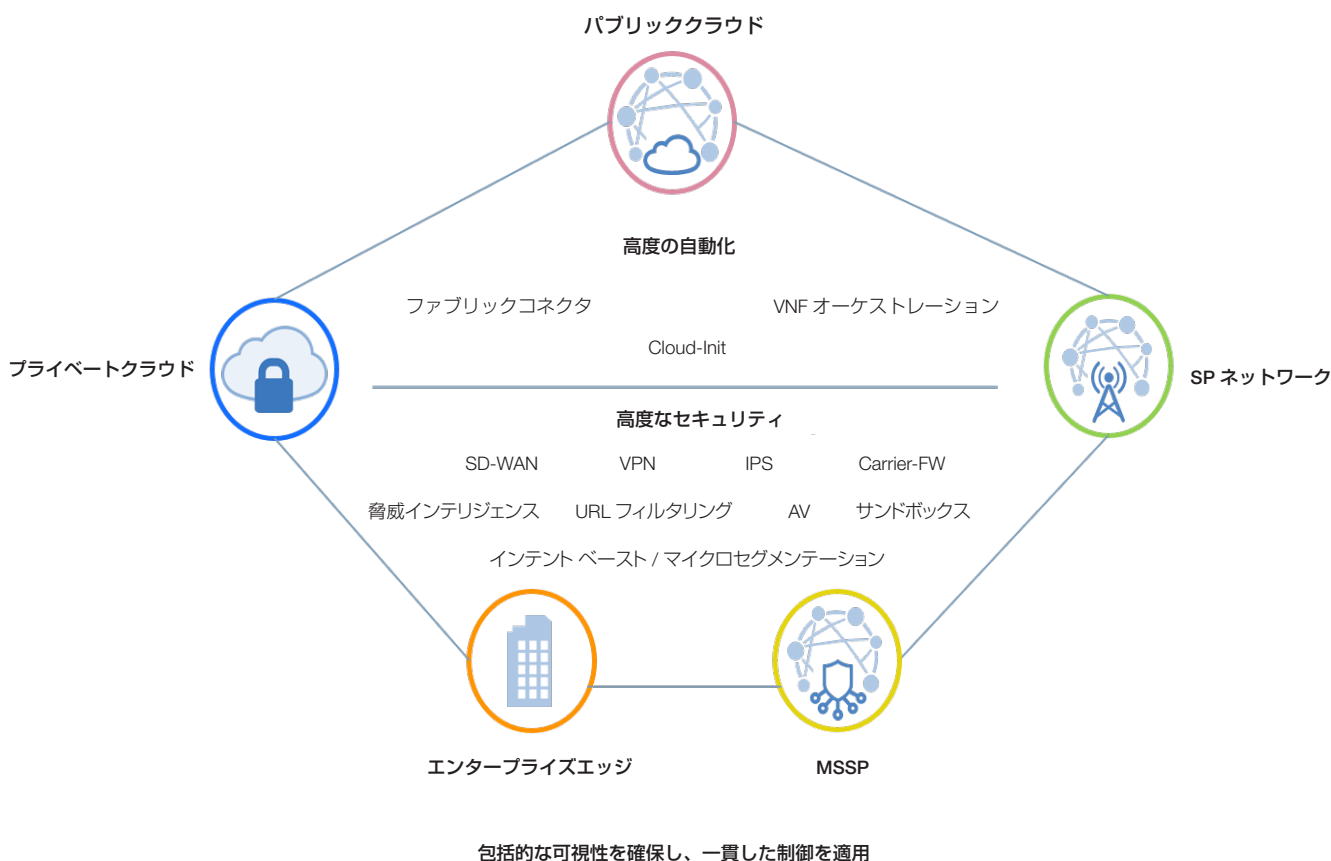 パブリッククラウド
高度の自動化
ファブリックコネクタ VNF オーケストレーション
Cloud-Init
プライベートクラウド
SP ネットワーク
高度なセキュリティ
SD-WAN VPN IPS Carrier-FW
脅威インテリジェンス URL フィルタリング AV サンドボックス
インテント ベースト / マイクロセグメンテーション
エンタープライズエッジ MSSP
包括的な可視性を確保し、一貫した制御を適用